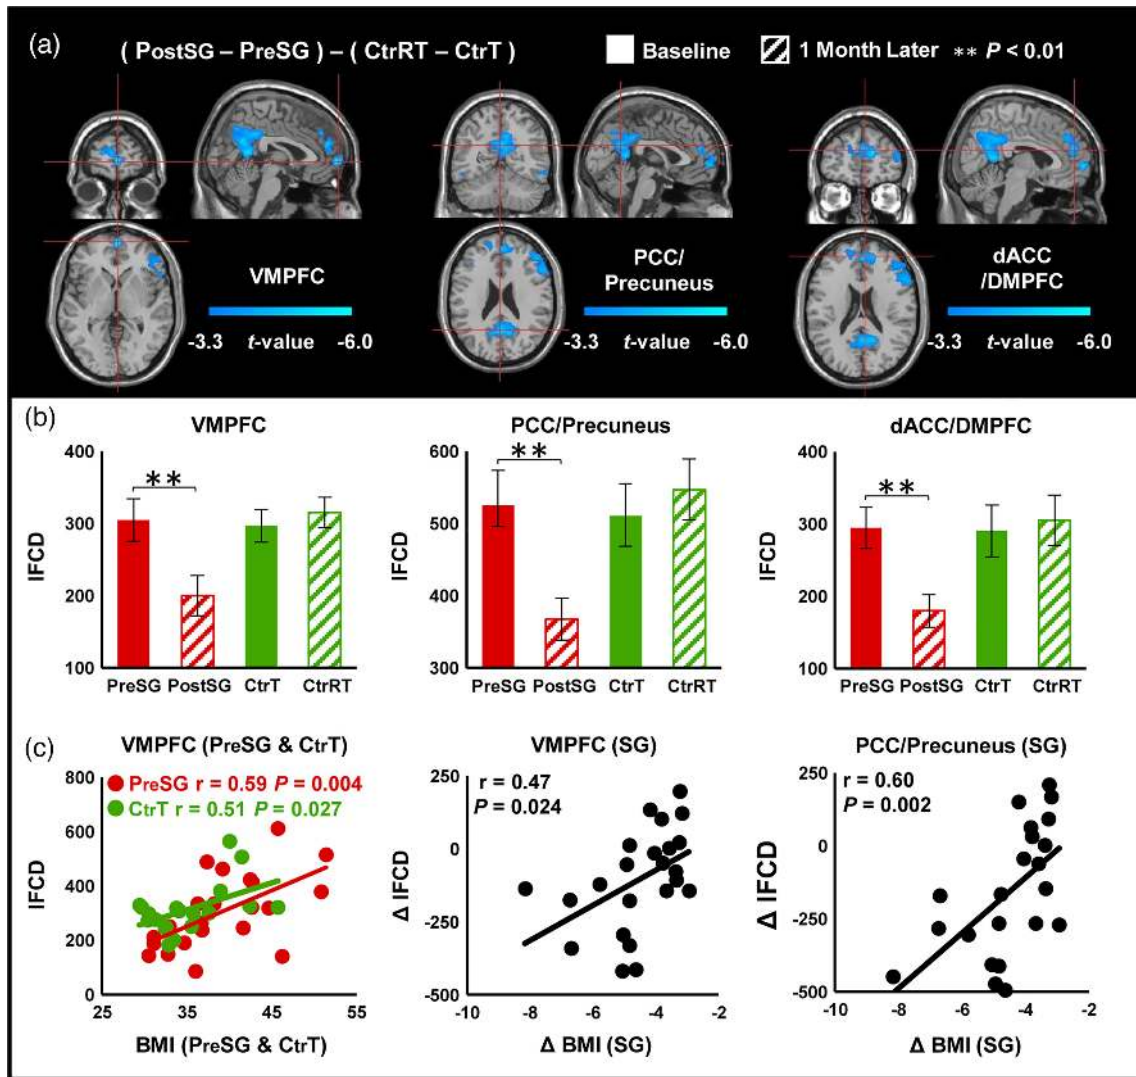 (a)
( PostSG – PreSG ) – ( CtrRT – CtrT )
Baseline
1 Month Later ** P < 0.01
VMPFC
-3.3 t-value -6.0
PCC/
Precuneus
-3.3 t-value -6.0
dACC
/DMPFC
-3.3 t-value -6.0
(b)
VMPFC
400
300
200
100
lFCD
**
PreSG PostSG CtrT CtrRT
PCC/Precuneus
600
500
400
300
lFCD
**
PreSG PostSG CtrT CtrRT
dACC/DMPFC
400
300
200
100
lFCD
**
PreSG PostSG CtrT CtrRT
(c)
VMPFC (PreSG & CtrT)
PreSG r = 0.59 P = 0.004
CtrT r = 0.51 P = 0.027
800
600
400
200
0
lFCD
25 35 45 55
BMI (PreSG & CtrT)
VMPFC (SG)
r = 0.47
P = 0.024
250
0
-250
-500
Δ lFCD
-10 -8 -6 -4 -2
Δ BMI (SG)
PCC/Precuneus (SG)
r = 0.60
P = 0.002
250
0
-250
-500
Δ lFCD
-10 -8 -6 -4 -2
Δ BMI (SG)